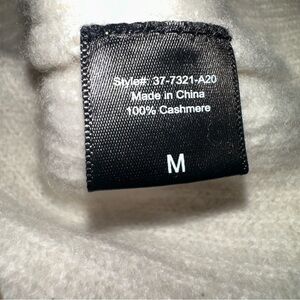 Style#: 37-7321-A20
Made in China
100% Cashmere
M